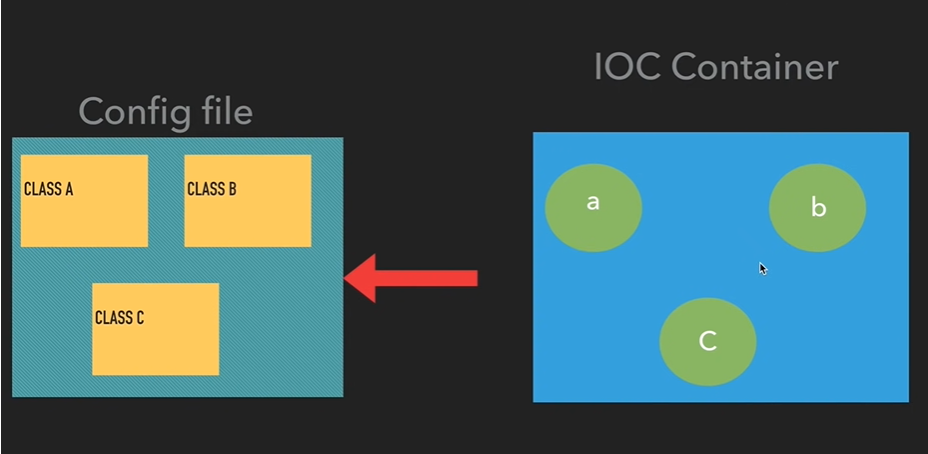 Config file
CLASS A
CLASS B
CLASS C
IOC Container
a
b
C